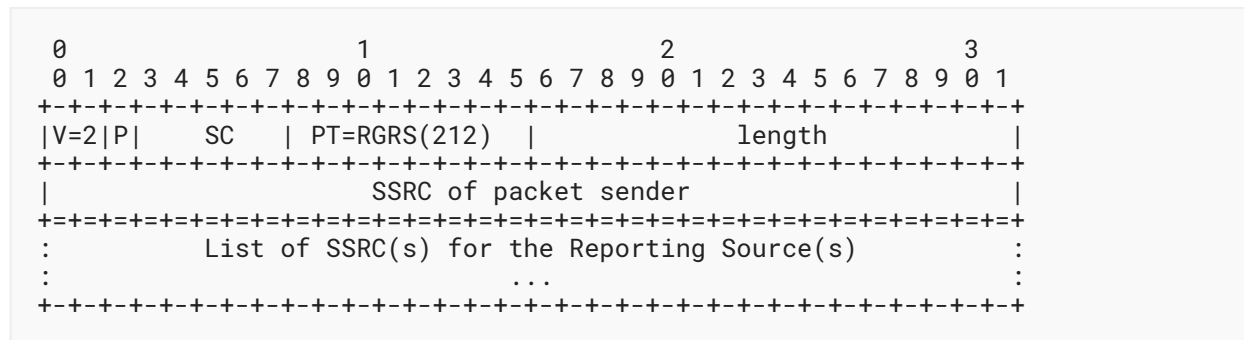 0                   1                   2                   3
 0 1 2 3 4 5 6 7 8 9 0 1 2 3 4 5 6 7 8 9 0 1 2 3 4 5 6 7 8 9 0 1
+-+-+-+-+-+-+-+-+-+-+-+-+-+-+-+-+-+-+-+-+-+-+-+-+-+-+-+-+-+-+-+-+
|V=2|P|    SC   | PT=RGRS(212)  |             length            |
+-+-+-+-+-+-+-+-+-+-+-+-+-+-+-+-+-+-+-+-+-+-+-+-+-+-+-+-+-+-+-+-+
|                     SSRC of packet sender                     |
+=+=+=+=+=+=+=+=+=+=+=+=+=+=+=+=+=+=+=+=+=+=+=+=+=+=+=+=+=+=+=+=+
:          List of SSRC(s) for the Reporting Source(s)          :
:                              ...                              :
+-+-+-+-+-+-+-+-+-+-+-+-+-+-+-+-+-+-+-+-+-+-+-+-+-+-+-+-+-+-+-+-+